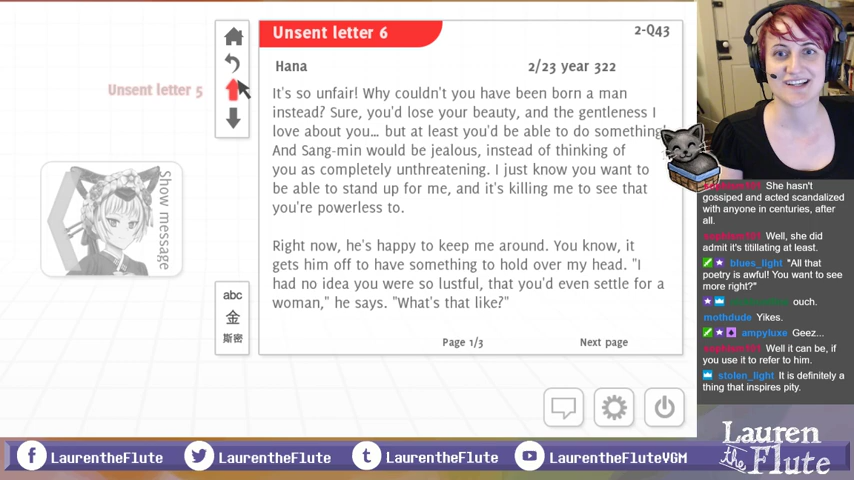 Unsent letter 6
2-Q43
Hana
2/23 year 322
It's so unfair! Why couldn't you have been born a man
instead? Sure, you'd lose your beauty, and the gentleness I
love about you... but at least you'd be able to do something!
And Sang-min would be jealous, instead of thinking of
you as completely unthreatening. I just know you want to
be able to stand up for me, and it's killing me to see that
you're powerless to.
Right now, he's happy to keep me around. You know, it
gets him off to have something to hold over my head. "I
had no idea you were so lustful, that you'd even settle for a
woman," he says. "What's that like?"
Page 1/3
Next page
Unsent letter 5
Show message
abc
金
斯密
She
hasn't
gossiped and acted scandalized
with anyone in centuries, after
all.
Well, she did
admit it's titillating at least.
blues_light "All that
poetry is awful! You want to see
more right?"
ouch.
mothdude Yikes.
ampyluxe Geez...
Well it can be, if
you use it to refer to him.
stolen_light It is definitely a
thing that inspires pity.
Lauren
the Flute
LaurentheFlute
LaurentheFlute
LaurentheFlute
LaurentheFluteVGM